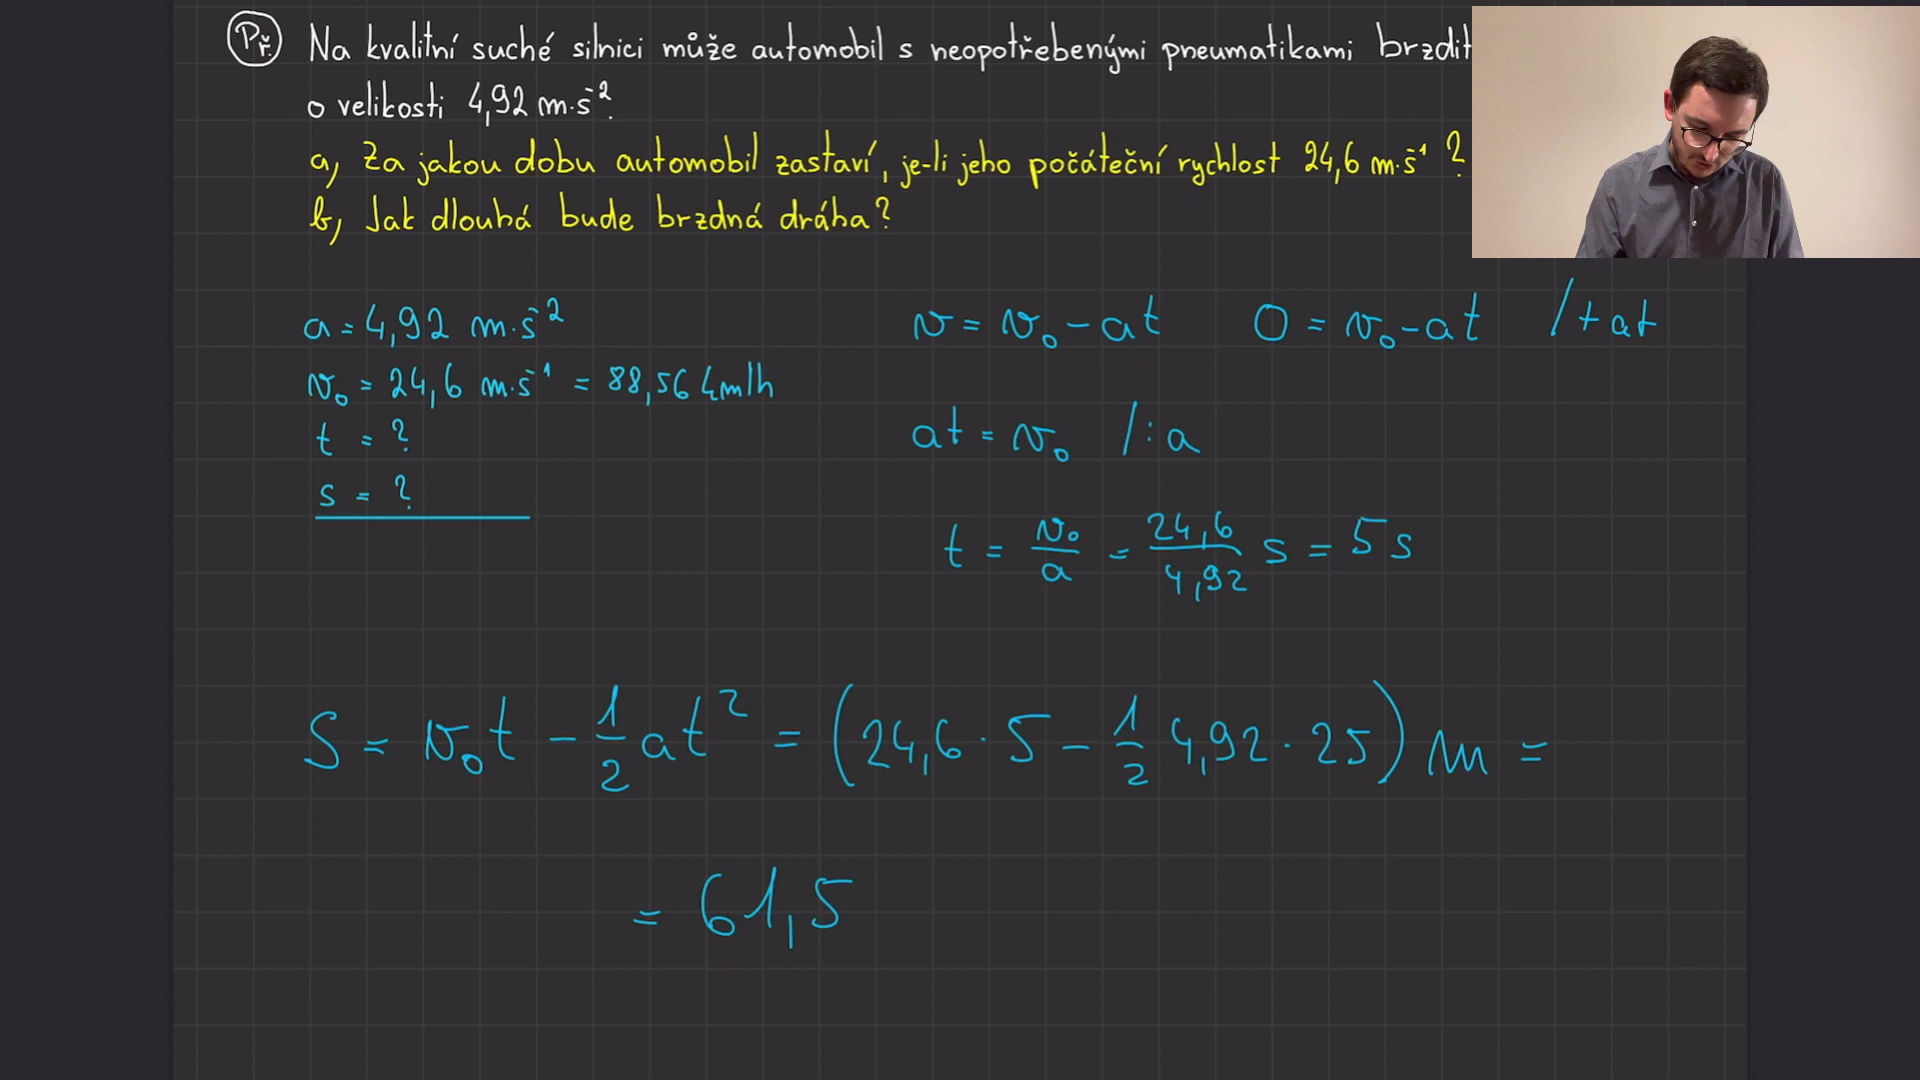 Př. Na kvalitní suché silnici může automobil s neopotřebenými pneumatikami brzdit
o velikosti 4,92 m·s⁻².
a) Za jakou dobu automobil zastaví, je-li jeho počáteční rychlost 24,6 m·s⁻¹ ?
b) Jak dlouhá bude brzdná dráha?
a = 4,92 m·s⁻²
v₀ = 24,6 m·s⁻¹ = 88,56 km/h
t = ?
s = ?
v = v₀ - at 0 = v₀ - at /+at
at = v₀ /:a
t = v₀/a = 24,6/4,92 s = 5 s
s = v₀t - 1/2 at² = (24,6 · 5 - 1/2 4,92 · 25) m =
= 61,5